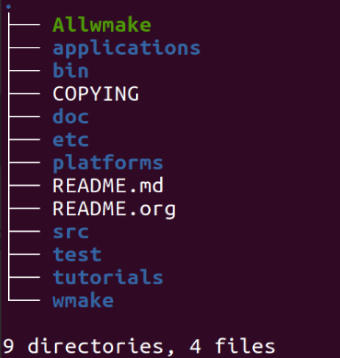 .
Allwmake
applications
bin
COPYING
doc
etc
platforms
README.md
README.org
src
test
tutorials
wmake
9 directories, 4 files